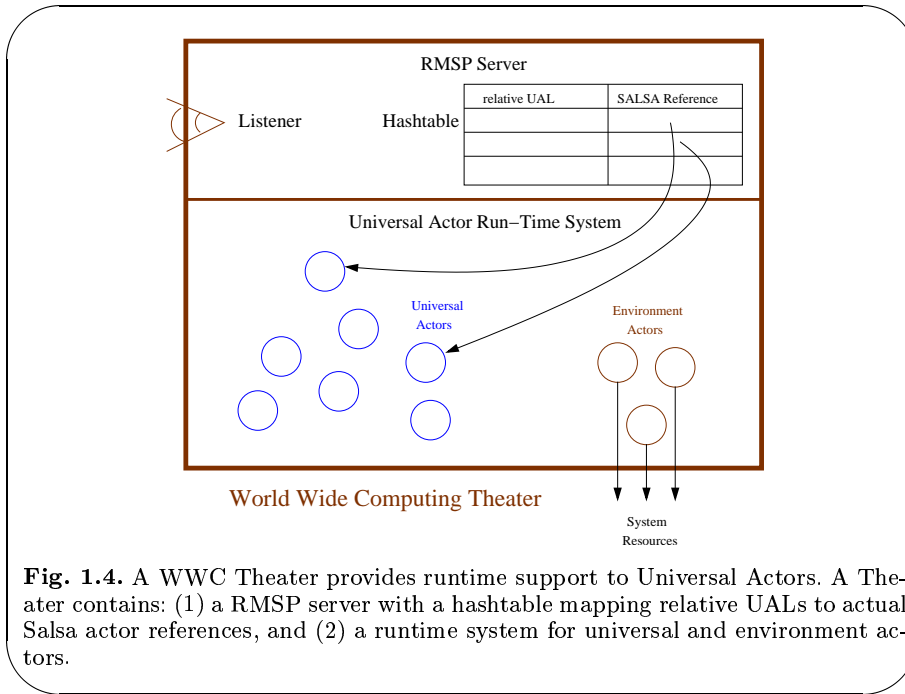 RMSP Server
relative UAL SALSA Reference
Listener Hashtable
Universal Actor Run−Time System
Universal
Actors
Environment
Actors
World Wide Computing Theater
System
Resources
Fig. 1.4. A WWC Theater provides runtime support to Universal Actors. A The-
ater contains: (1) a RMSP server with a hashtable mapping relative UALs to actual
Salsa actor references, and (2) a runtime system for universal and environment ac-
tors.